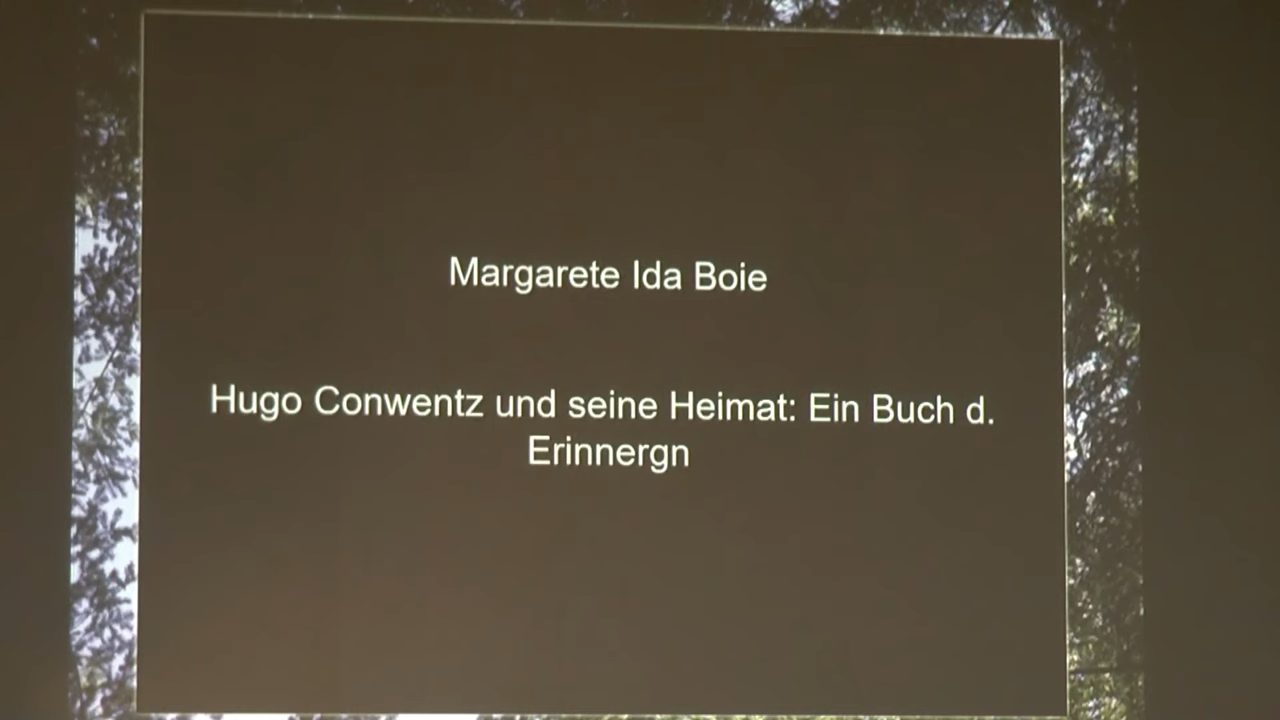 Margarete Ida Boie
Hugo Conwentz und seine Heimat: Ein Buch d.
Erinnergn